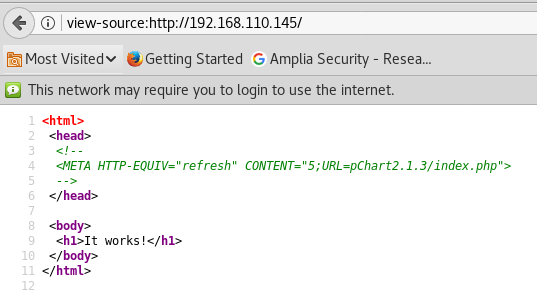 view-source:http://192.168.110.145/
Most Visited Getting Started Amplia Security - Resea...
This network may require you to login to use the internet.
1 <html>
2 <head>
3 <!--
4 <META HTTP-EQUIV="refresh" CONTENT="5;URL=pChart2.1.3/index.php">
5 -->
6 </head>
7
8 <body>
9 <h1>It works!</h1>
10 </body>
11 </html>
12